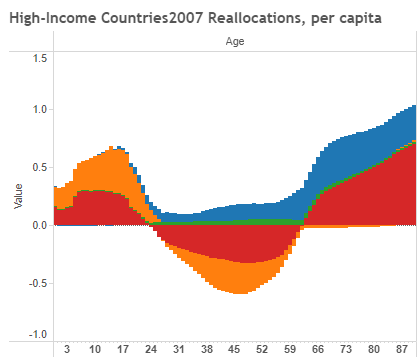 High-Income Countries2007 Reallocations, per capita
Age
1.5
1.0
0.5
0.0
-0.5
-1.0
Value
3 10 17 24 31 38 45 52 59 66 73 80 87